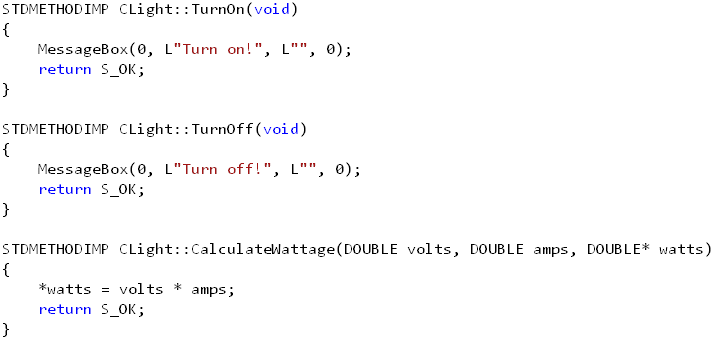 STDMETHODIMP CLight::TurnOn(void)
{
    MessageBox(0, L"Turn on!", L"", 0);
    return S_OK;
}

STDMETHODIMP CLight::TurnOff(void)
{
    MessageBox(0, L"Turn off!", L"", 0);
    return S_OK;
}

STDMETHODIMP CLight::CalculateWattage(DOUBLE volts, DOUBLE amps, DOUBLE* watts)
{
    *watts = volts * amps;
    return S_OK;
}